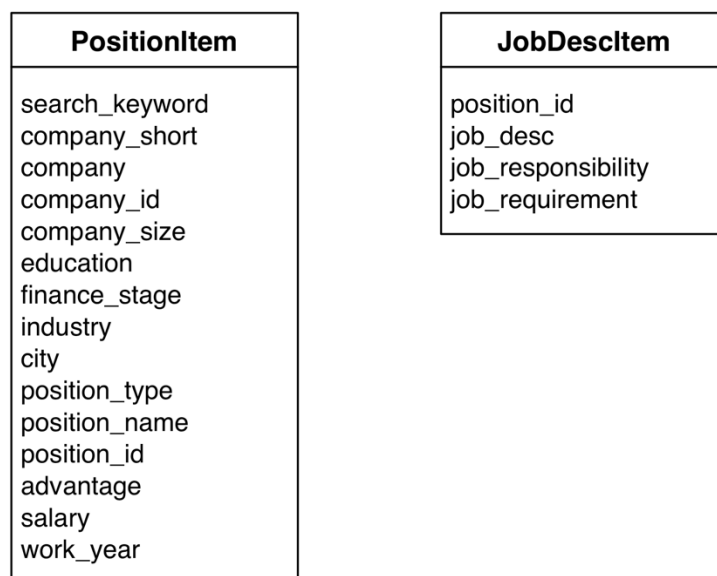 PositionItem
search_keyword
company_short
company
company_id
company_size
education
finance_stage
industry
city
position_type
position_name
position_id
advantage
salary
work_year
JobDescItem
position_id
job_desc
job_responsibility
job_requirement